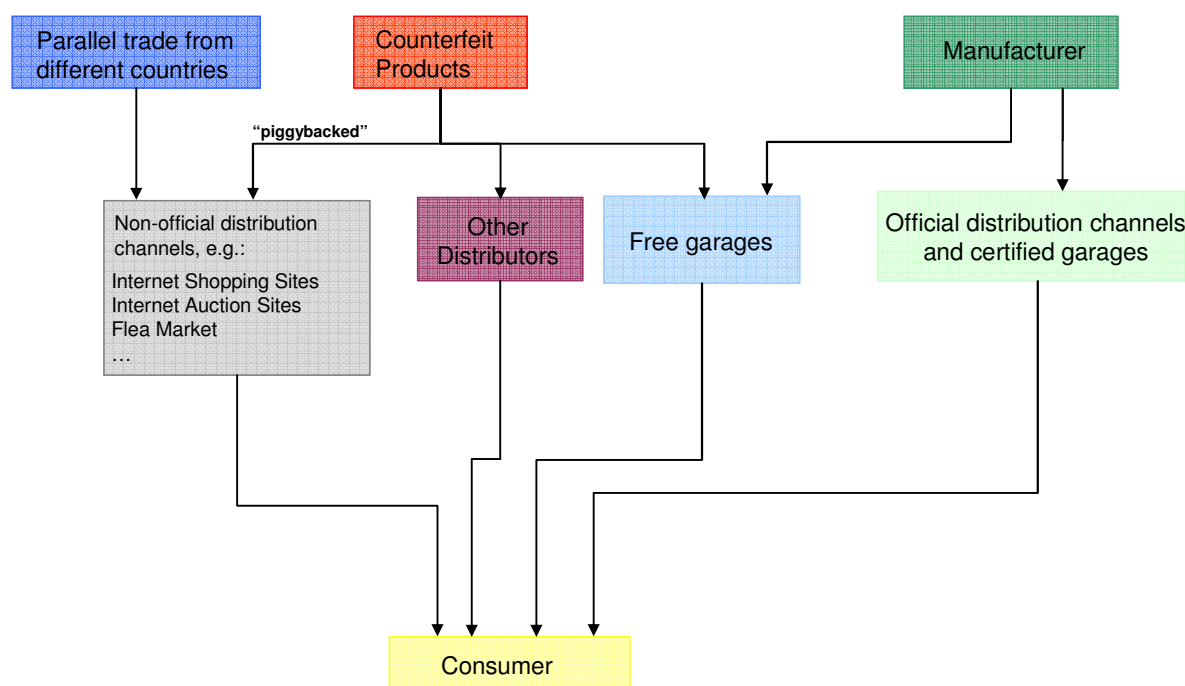 Parallel trade from
different countries
Counterfeit
Products
Manufacturer
“piggybacked”
Non-official distribution
channels, e.g.:
Internet Shopping Sites
Internet Auction Sites
Flea Market
…
Other
Distributors
Free garages
Official distribution channels
and certified garages
Consumer